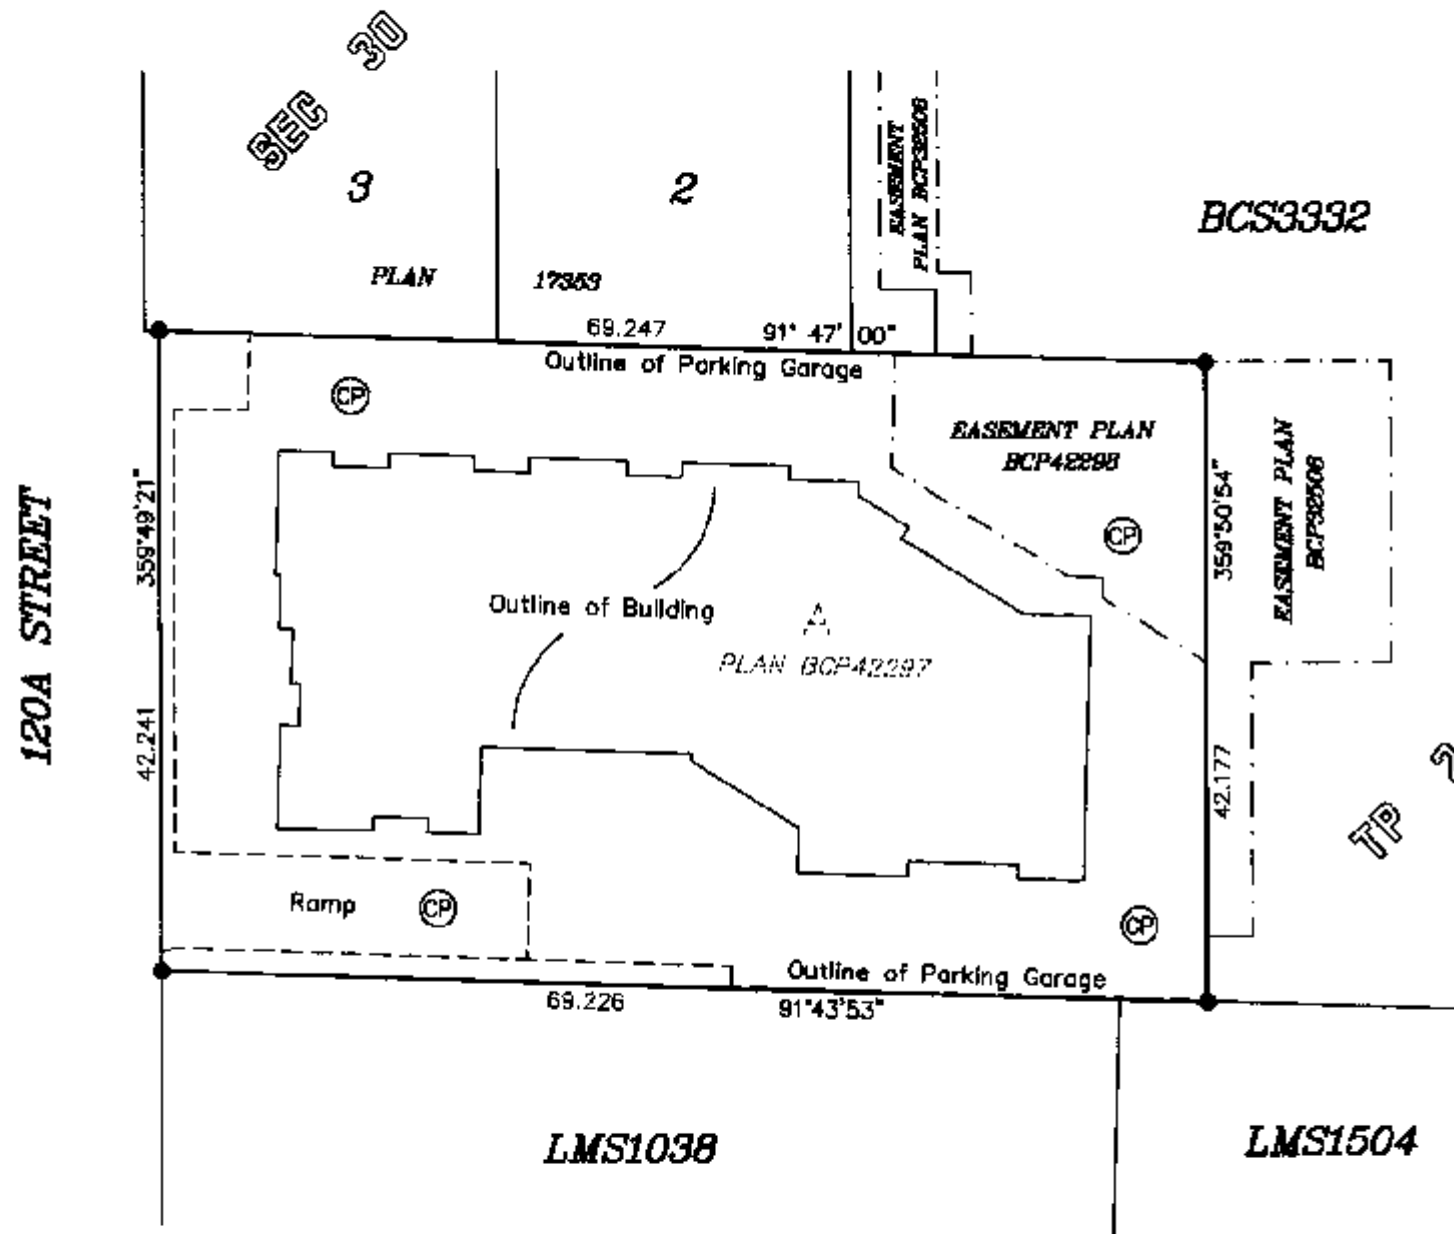 SEC 30
3
2
EASEMENT
PLAN BCP32506
BCS3332
PLAN 17353
69.247 91° 47' 00"
Outline of Parking Garage
CP
EASEMENT PLAN
BCP42298
CP
359°50'54"
42.177
EASEMENT PLAN
BCP32506
120A STREET
359°49'21"
42.241
Outline of Building
A
PLAN BCP42297
TP 2
Ramp
CP
CP
Outline of Parking Garage
69.226 91°43'53"
LMS1038
LMS1504